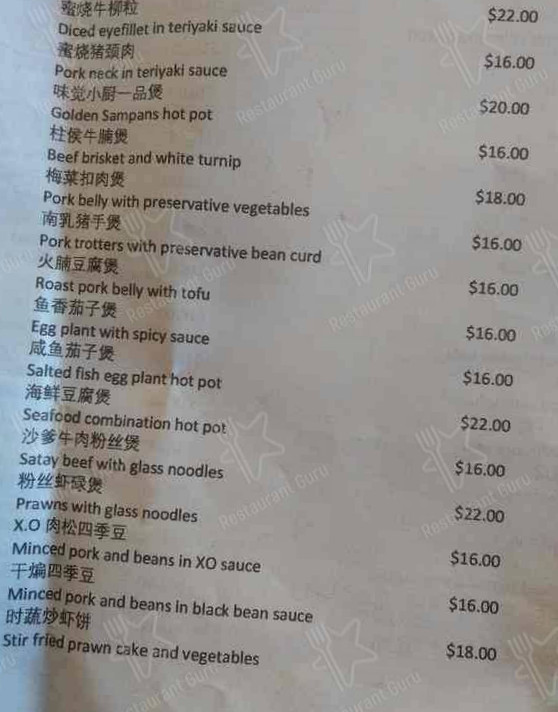 蜜烧牛柳粒
Diced eyefillet in teriyaki sauce $22.00
蜜烧猪颈肉
Pork neck in teriyaki sauce $16.00
味觉小厨一品煲
Golden Sampans hot pot $20.00
柱侯牛腩煲
Beef brisket and white turnip $16.00
梅菜扣肉煲
Pork belly with preservative vegetables $18.00
南乳猪手煲
Pork trotters with preservative bean curd $16.00
火腩豆腐煲
Roast pork belly with tofu $16.00
鱼香茄子煲
Egg plant with spicy sauce $16.00
咸鱼茄子煲
Salted fish egg plant hot pot $16.00
海鲜豆腐煲
Seafood combination hot pot $22.00
沙爹牛肉粉丝煲
Satay beef with glass noodles $16.00
粉丝虾碌煲
Prawns with glass noodles $22.00
X.O 肉松四季豆
Minced pork and beans in XO sauce $16.00
干煸四季豆
Minced pork and beans in black bean sauce $16.00
时蔬炒虾饼
Stir fried prawn cake and vegetables $18.00
Restaurant Guru